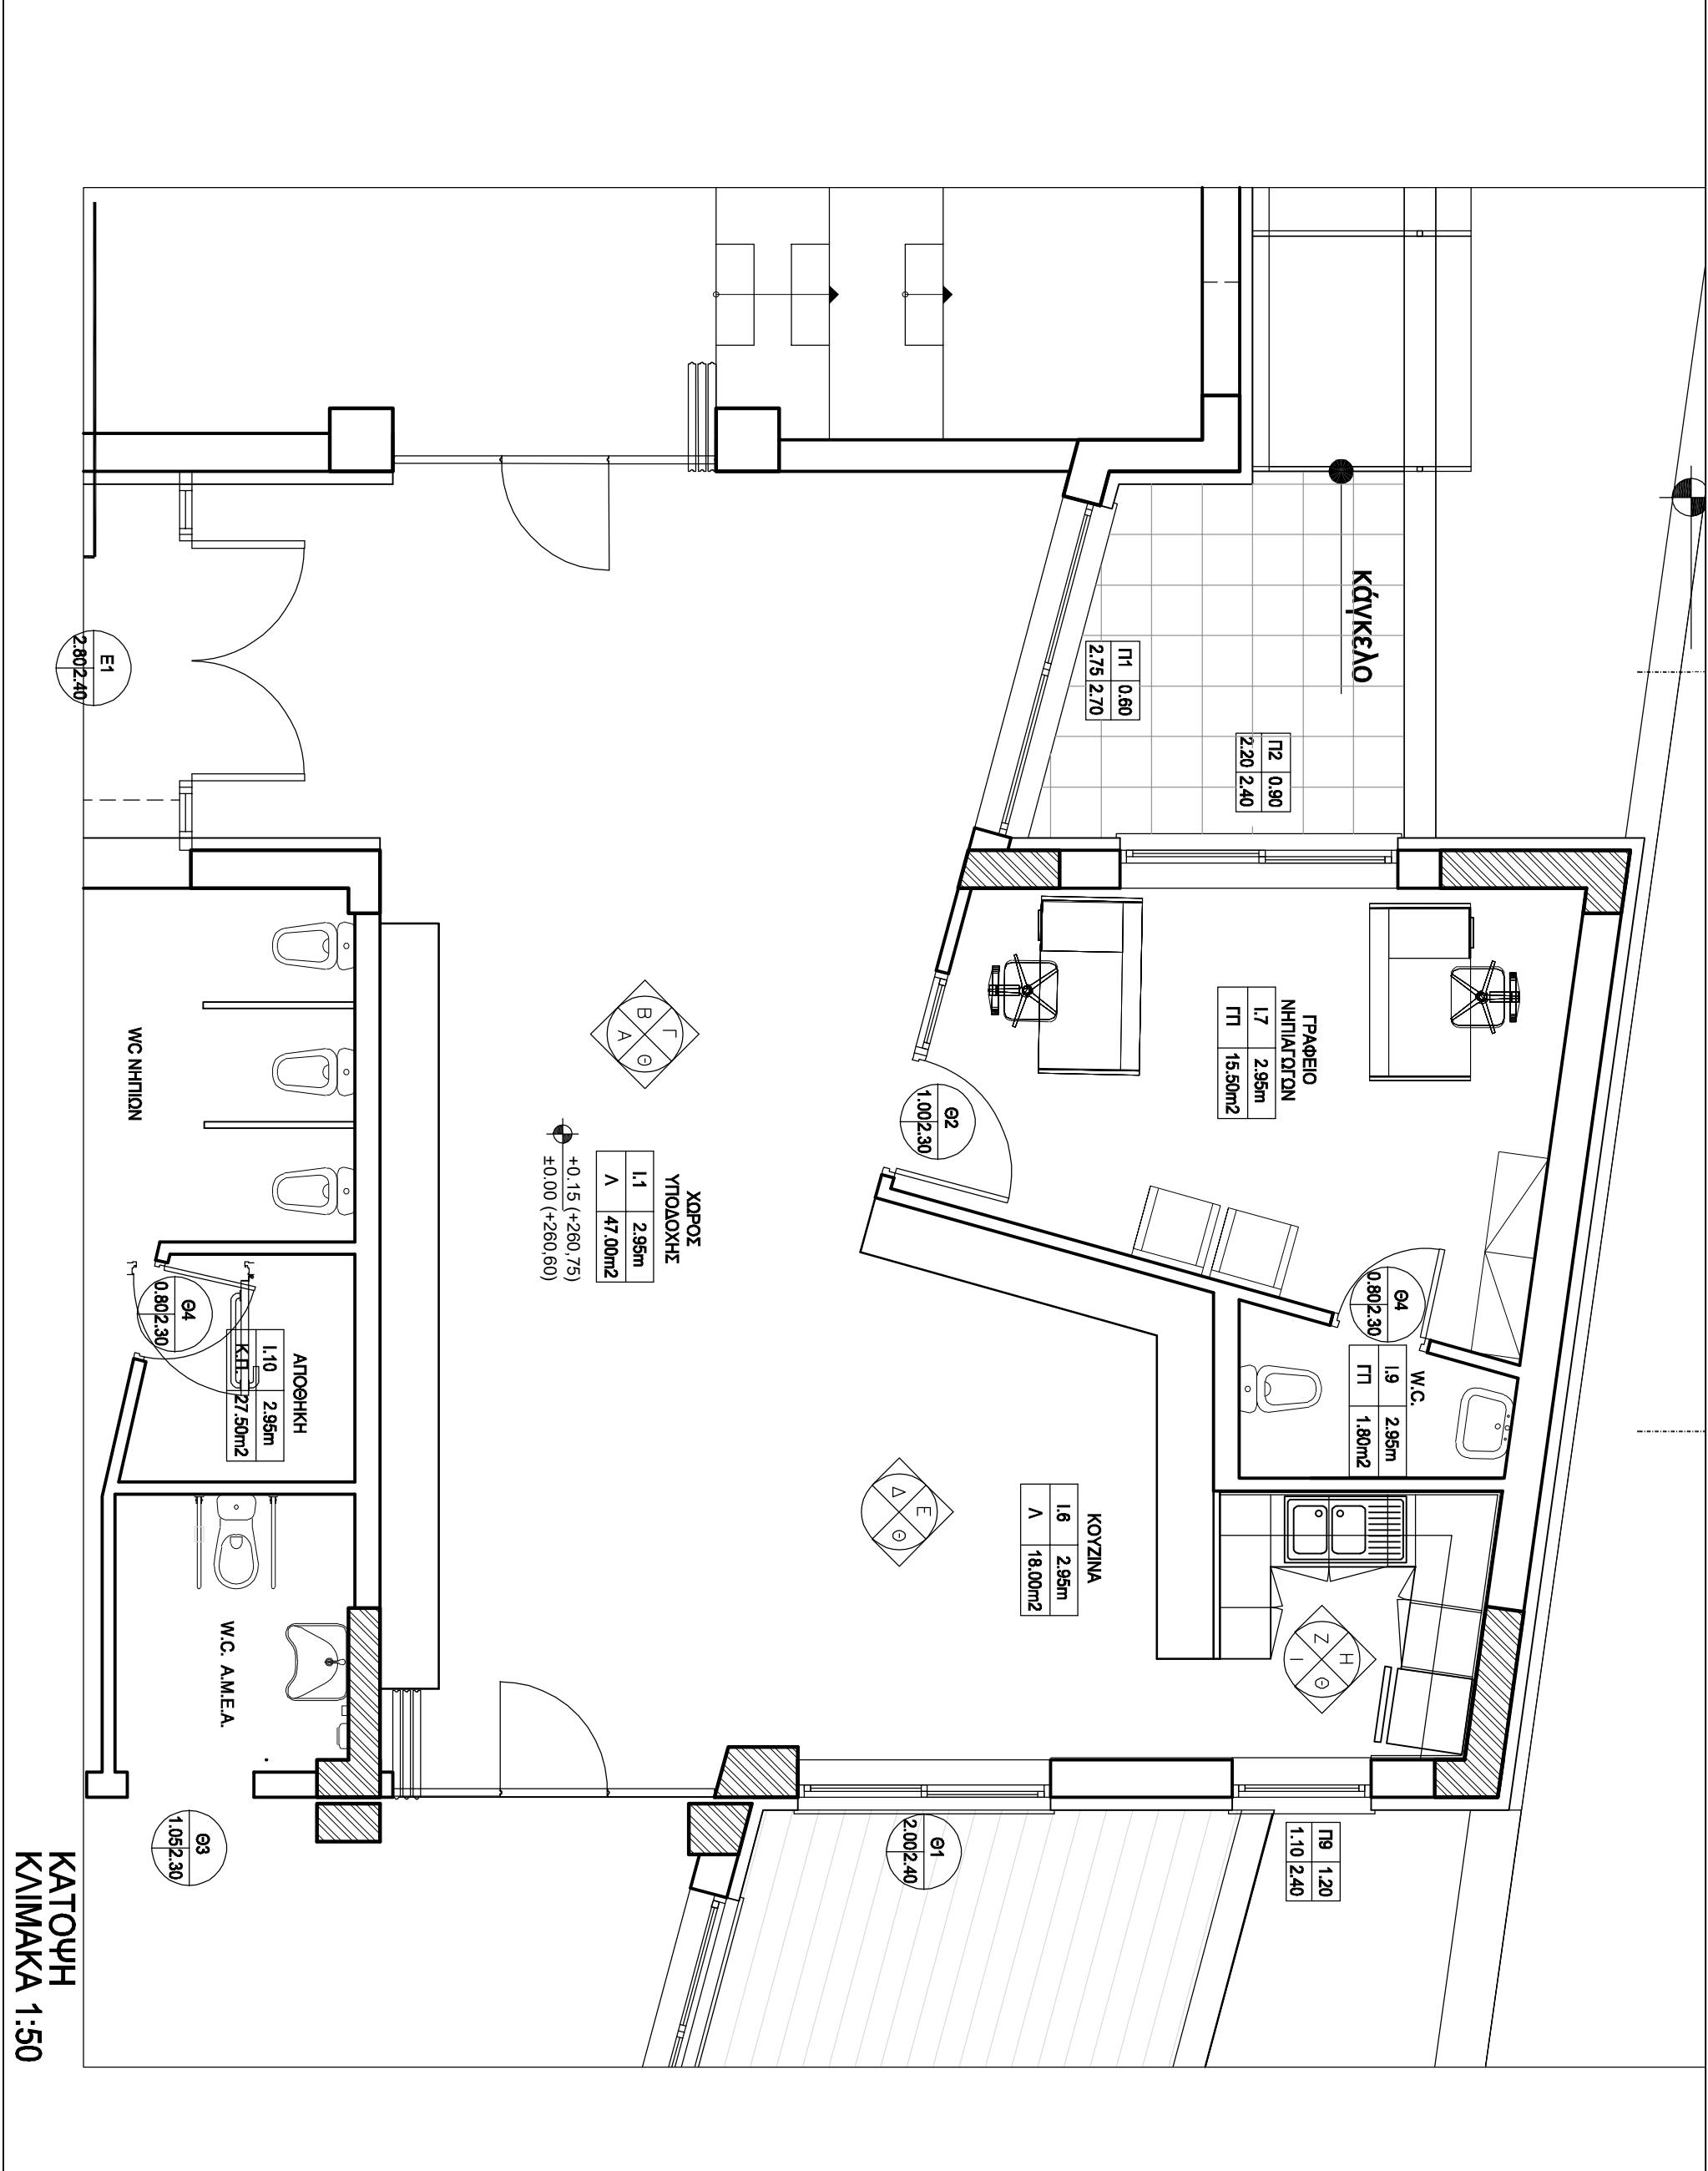 κάγκελο
Π1 0.60
2.75 2.70
Π2 0.90
2.20 2.40
ΓΡΑΦΕΙΟ
ΝΗΠΙΑΓΩΓΩΝ
Ι.7 2.95m
ΓΠ 15.50m2
Θ4
0.80 2.30
W.C.
Ι.9 2.95m
ΓΠ 1.80m2
Θ2
1.00 2.30
Γ
Β Θ
Α
ΧΩΡΟΣ
ΥΠΟΔΟΧΗΣ
Ι.1 2.95m
Λ 47.00m2
+0.15 (+260,75)
±0.00 (+260,60)
ΚΟΥΖΙΝΑ
Ι.6 2.95m
Λ 18.00m2
Ε
Δ Θ
Η
Ζ Θ
Ι
Π9 1.20
1.10 2.40
Θ1
2.00 2.40
Ε1
2.80 2.40
WC ΝΗΠΙΩΝ
Θ4
0.80 2.30
ΑΠΟΘΗΚΗ
Ι.10 2.95m
Κ.Π. 27.50m2
W.C. Α.Μ.Ε.Α.
Θ3
1.05 2.30
ΚΑΤΟΨΗ
ΚΛΙΜΑΚΑ 1:50